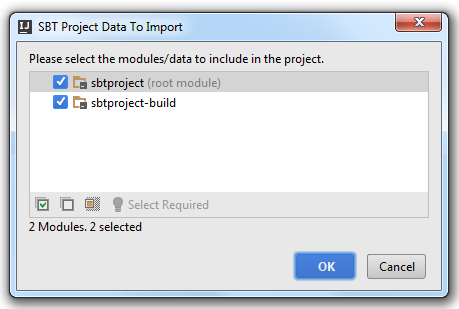 IJ SBT Project Data To Import
Please select the modules/data to include in the project.
sbtproject (root module)
sbtproject-build
Select Required
2 Modules. 2 selected
OK Cancel